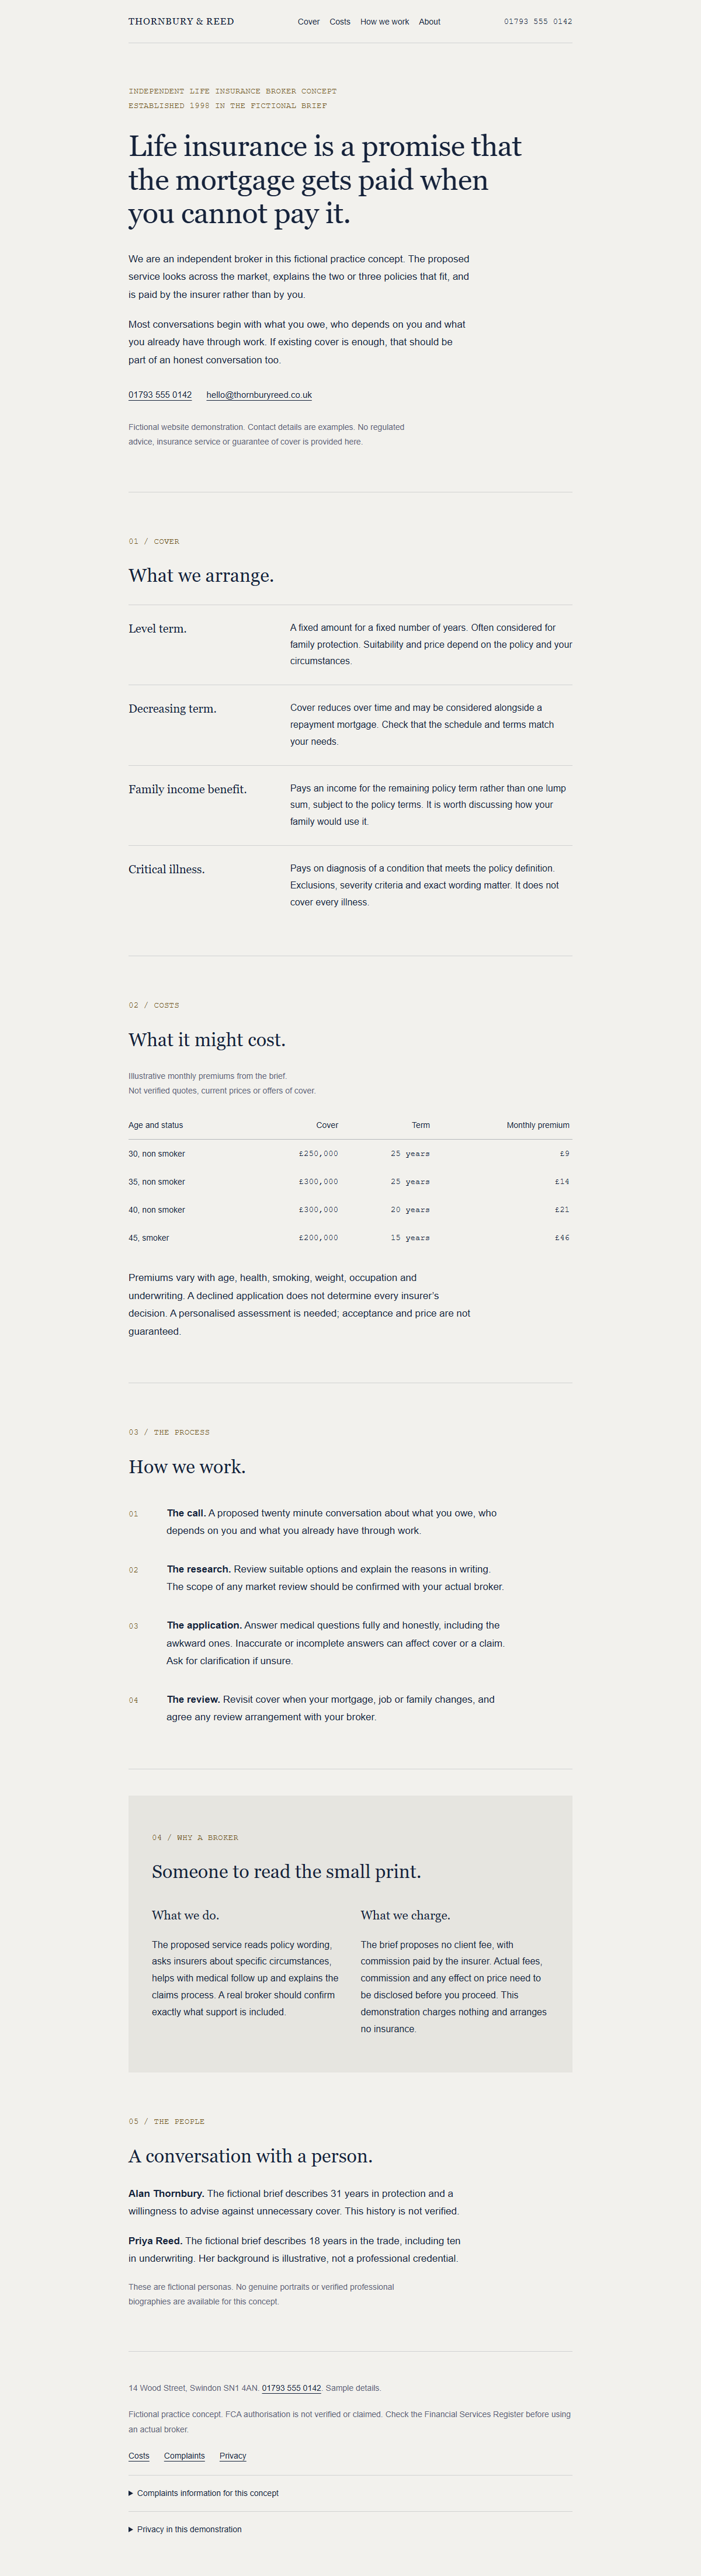 THORNBURY & REED
Cover Costs How we work About
01793 555 0142
INDEPENDENT LIFE INSURANCE BROKER CONCEPT
ESTABLISHED 1998 IN THE FICTIONAL BRIEF
Life insurance is a promise that
the mortgage gets paid when
you cannot pay it.
We are an independent broker in this fictional practice concept. The proposed
service looks across the market, explains the two or three policies that fit, and
is paid by the insurer rather than by you.
Most conversations begin with what you owe, who depends on you and what
you already have through work. If existing cover is enough, that should be
part of an honest conversation too.
01793 555 0142 hello@thornburyreed.co.uk
Fictional website demonstration. Contact details are examples. No regulated
advice, insurance service or guarantee of cover is provided here.
01 / COVER
What we arrange.
Level term.
A fixed amount for a fixed number of years. Often considered for
family protection. Suitability and price depend on the policy and your
circumstances.
Decreasing term.
Cover reduces over time and may be considered alongside a
repayment mortgage. Check that the schedule and terms match
your needs.
Family income benefit.
Pays an income for the remaining policy term rather than one lump
sum, subject to the policy terms. It is worth discussing how your
family would use it.
Critical illness.
Pays on diagnosis of a condition that meets the policy definition.
Exclusions, severity criteria and exact wording matter. It does not
cover every illness.
02 / COSTS
What it might cost.
Illustrative monthly premiums from the brief.
Not verified quotes, current prices or offers of cover.
Age and status Cover Term Monthly premium
30, non smoker £250,000 25 years £9
35, non smoker £300,000 25 years £14
40, non smoker £300,000 20 years £21
45, smoker £200,000 15 years £46
Premiums vary with age, health, smoking, weight, occupation and
underwriting. A declined application does not determine every insurer's
decision. A personalised assessment is needed; acceptance and price are not
guaranteed.
03 / THE PROCESS
How we work.
01 The call. A proposed twenty minute conversation about what you owe, who
depends on you and what you already have through work.
02 The research. Review suitable options and explain the reasons in writing.
The scope of any market review should be confirmed with your actual broker.
03 The application. Answer medical questions fully and honestly, including the
awkward ones. Inaccurate or incomplete answers can affect cover or a claim.
Ask for clarification if unsure.
04 The review. Revisit cover when your mortgage, job or family changes, and
agree any review arrangement with your broker.
04 / WHY A BROKER
Someone to read the small print.
What we do.
The proposed service reads policy wording,
asks insurers about specific circumstances,
helps with medical follow up and explains the
claims process. A real broker should confirm
exactly what support is included.
What we charge.
The brief proposes no client fee, with
commission paid by the insurer. Actual fees,
commission and any effect on price need to
be disclosed before you proceed. This
demonstration charges nothing and arranges
no insurance.
05 / THE PEOPLE
A conversation with a person.
Alan Thornbury. The fictional brief describes 31 years in protection and a
willingness to advise against unnecessary cover. This history is not verified.
Priya Reed. The fictional brief describes 18 years in the trade, including ten
in underwriting. Her background is illustrative, not a professional credential.
These are fictional personas. No genuine portraits or verified professional
biographies are available for this concept.
14 Wood Street, Swindon SN1 4AN. 01793 555 0142. Sample details.
Fictional practice concept. FCA authorisation is not verified or claimed. Check the Financial Services Register before using
an actual broker.
Costs Complaints Privacy
Complaints information for this concept
Privacy in this demonstration